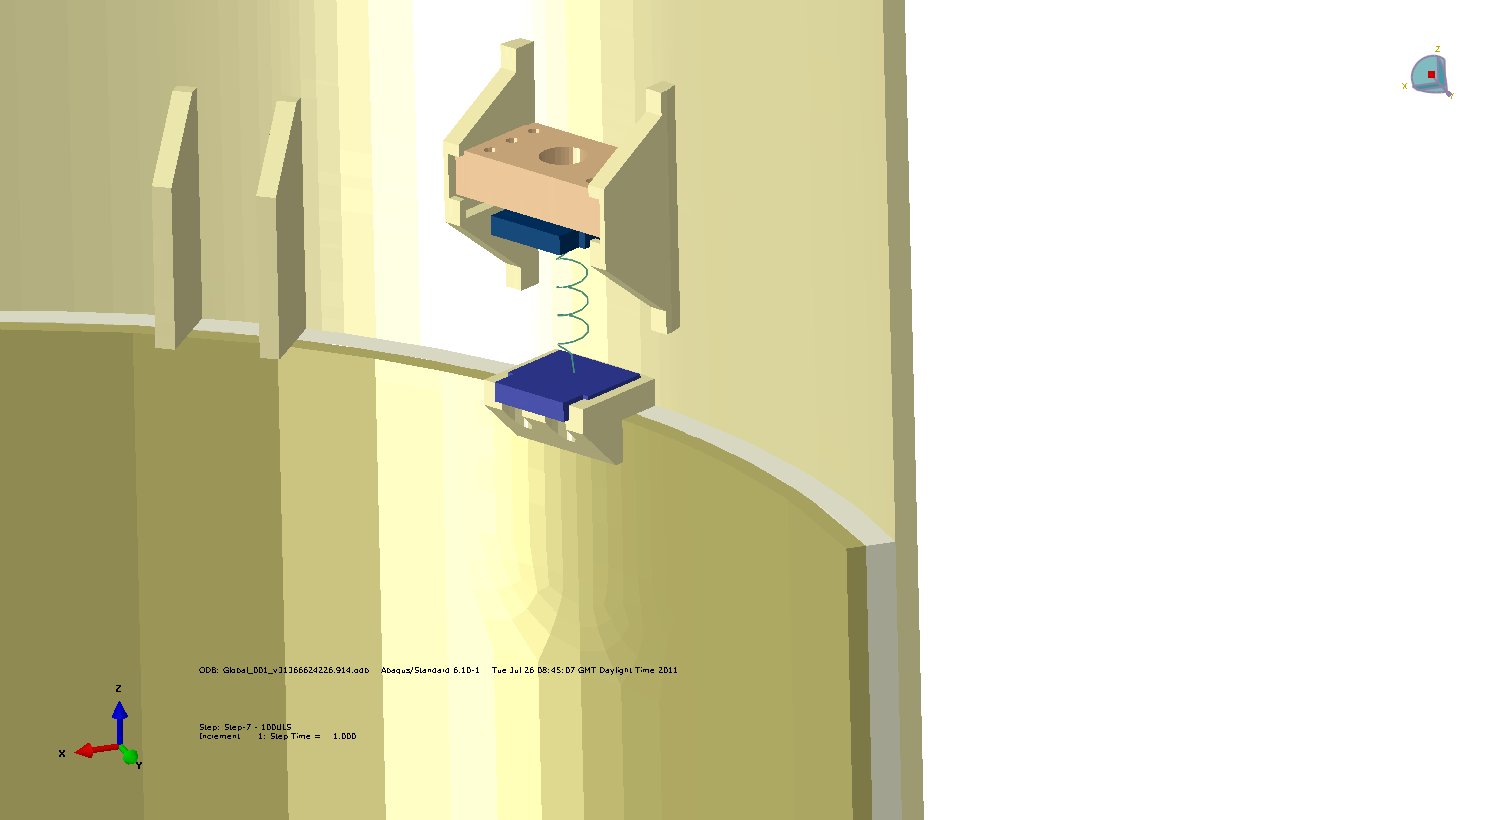 Z
X
Y
ODB: Global_001_v31366624226.914.odb Abaqus/Standard 6.10-1 Tue Jul 26 08:45:07 GMT Daylight Time 2011
Step: Step-7 - 100ULS
Increment 1: Step Time = 1.000
Z
X
Y